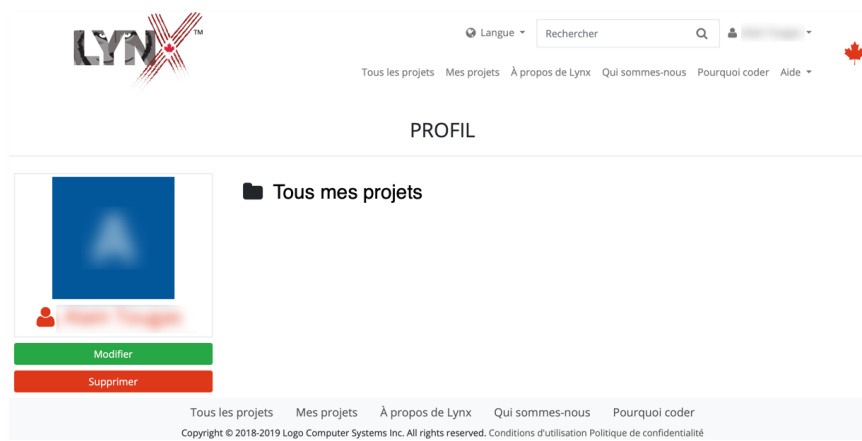 LYNX TM
Langue Rechercher
Tous les projets Mes projets À propos de Lynx Qui sommes-nous Pourquoi coder Aide
PROFIL
Tous mes projets
Modifier
Supprimer
Tous les projets Mes projets À propos de Lynx Qui sommes-nous Pourquoi coder
Copyright © 2018-2019 Logo Computer Systems Inc. All rights reserved. Conditions d'utilisation Politique de confidentialité